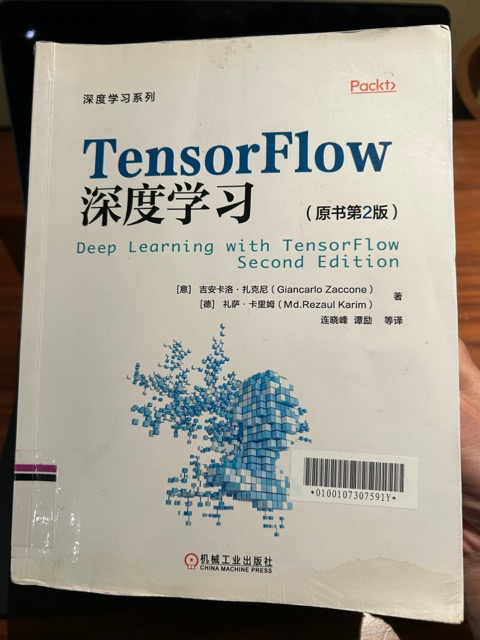 深度学习系列
Packt>
TensorFlow
深度学习
（原书第2版）
Deep Learning with TensorFlow
Second Edition
[意] 吉安卡洛·扎克尼（Giancarlo Zaccone）
[德] 礼萨·卡里姆（Md.Rezaul Karim）
著
连晓峰 谭励 等译
*0100107307591Y*
机械工业出版社
CHINA MACHINE PRESS